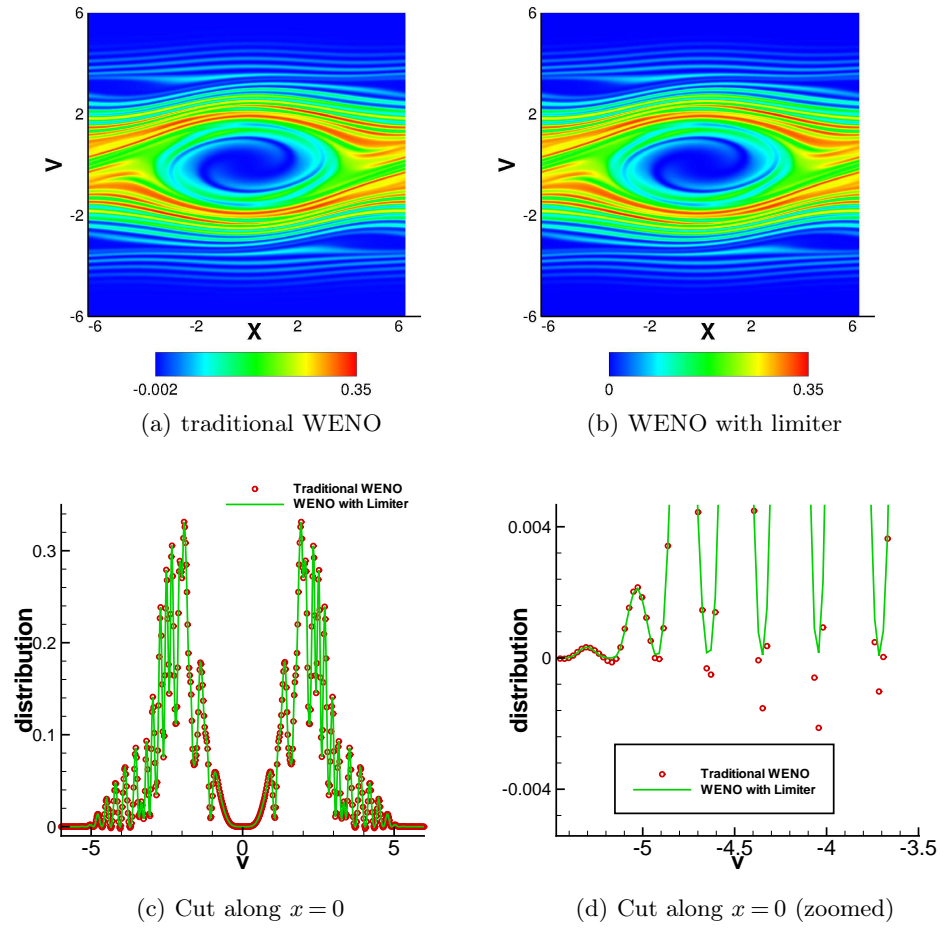 6
2
V
-2
-6
-6
-2
X
2
6
-0.002
0.35
(a) traditional WENO
6
2
V
-2
-6
-6
-2
X
2
6
0
0.35
(b) WENO with limiter
Traditional WENO
WENO with Limiter
0.3
0.2
0.1
0
distribution
-5
0
5
v
(c) Cut along x = 0
0.004
0
-0.004
distribution
Traditional WENO
WENO with Limiter
-5
-4.5
-4
-3.5
v
(d) Cut along x = 0 (zoomed)